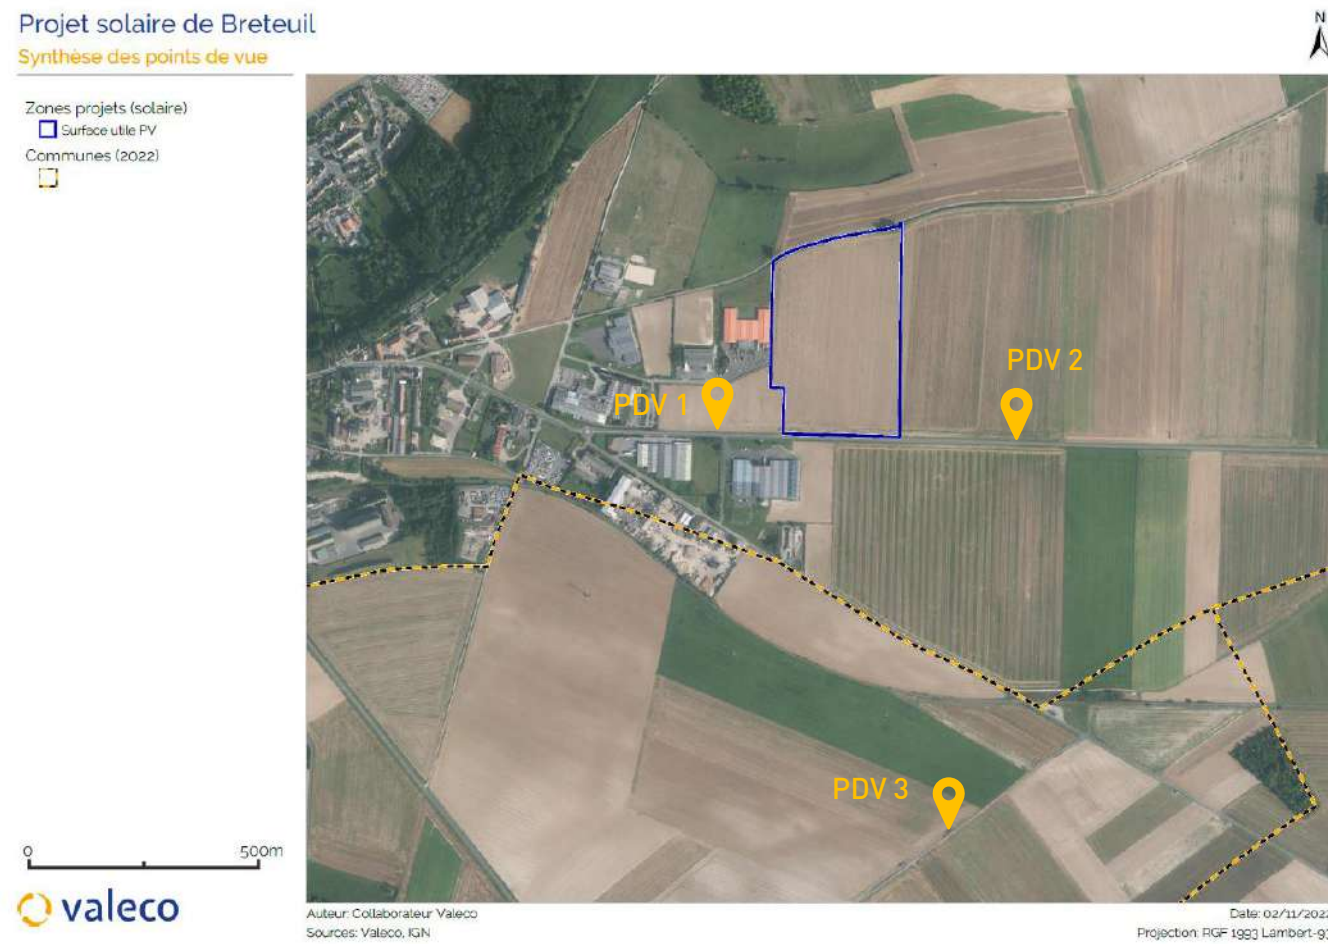 Projet solaire de Breteuil
Synthèse des points de vue
N
Zones projets (solaire)
Surface utile PV
Communes (2022)
PDV 2
PDV 1
PDV 3
0 500m
valeco
Auteur: Collaborateur Valeco
Sources: Valeco, IGN
Date: 02/11/2022
Projection: RGF 1993 Lambert-93